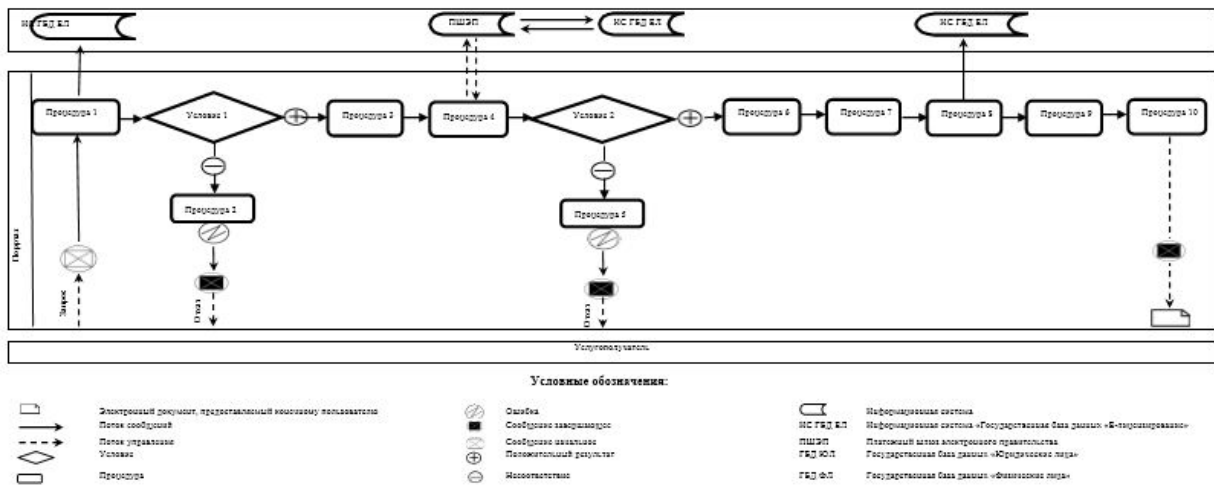 ИС ГБД ЕЛ
ПШЭП
ИС ГБД ЕЛ
ИС ГБД ЕЛ
Процедура 1
Условие 1
Процедура 3
Процедура 4
Условие 2
Процедура 6
Процедура 7
Процедура 8
Процедура 9
Процедура 10
Процедура 2
Процедура 5
Портал
Запрос
Отказ
Отказ
Услугополучатель
Условные обозначения:
Электронный документ, предоставляемый конечному пользователю
Поток сообщений
Поток управления
Условие
Процедура
Ошибка
Сообщение завершающее
Сообщение начальное
Положительный результат
Несоответствие
Информационная система
ИС ГБД ЕЛ Информационная система «Государственная база данных «Е-лицензирование»
ПШЭП Платежный шлюз электронного правительства
ГБД ЮЛ Государственная база данных «Юридические лица»
ГБД ФЛ Государственная база данных «Физические лица»